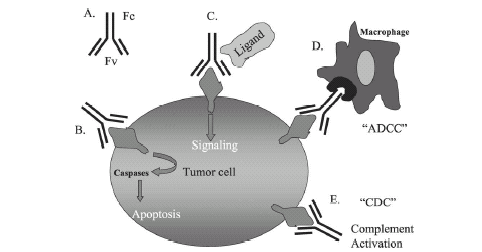 A.
Fc
Fv
C.
Ligand
D,
Macrophage
"ADCC"
B.
Signaling
Caspases
Tumor cell
Apoptosis
E.
"CDC"
Complement
Activation